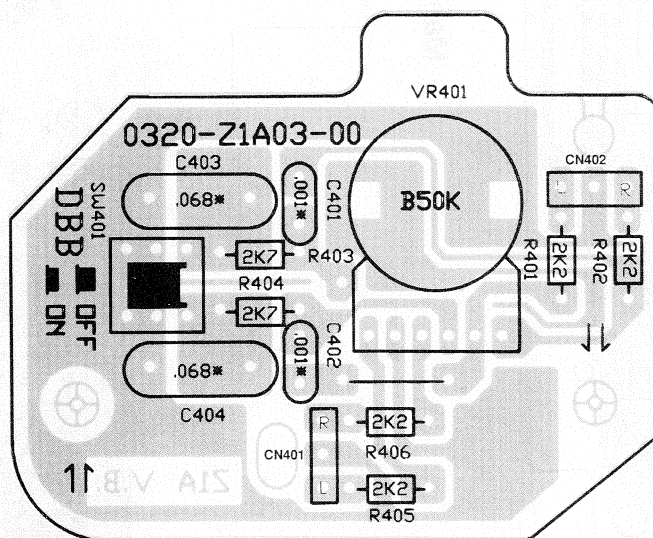 VR401
0320-Z1A03-00
CN402
C403
L
R
.068*
.001*
C401
B50K
SW401
DBB
OFF
ON
2K7
R403
R404
2K7
R401
2K2
R402
2K2
.068*
.001*
C402
C404
R
2K2
CN401
R406
L
2K2
R405
Z1A V.B.